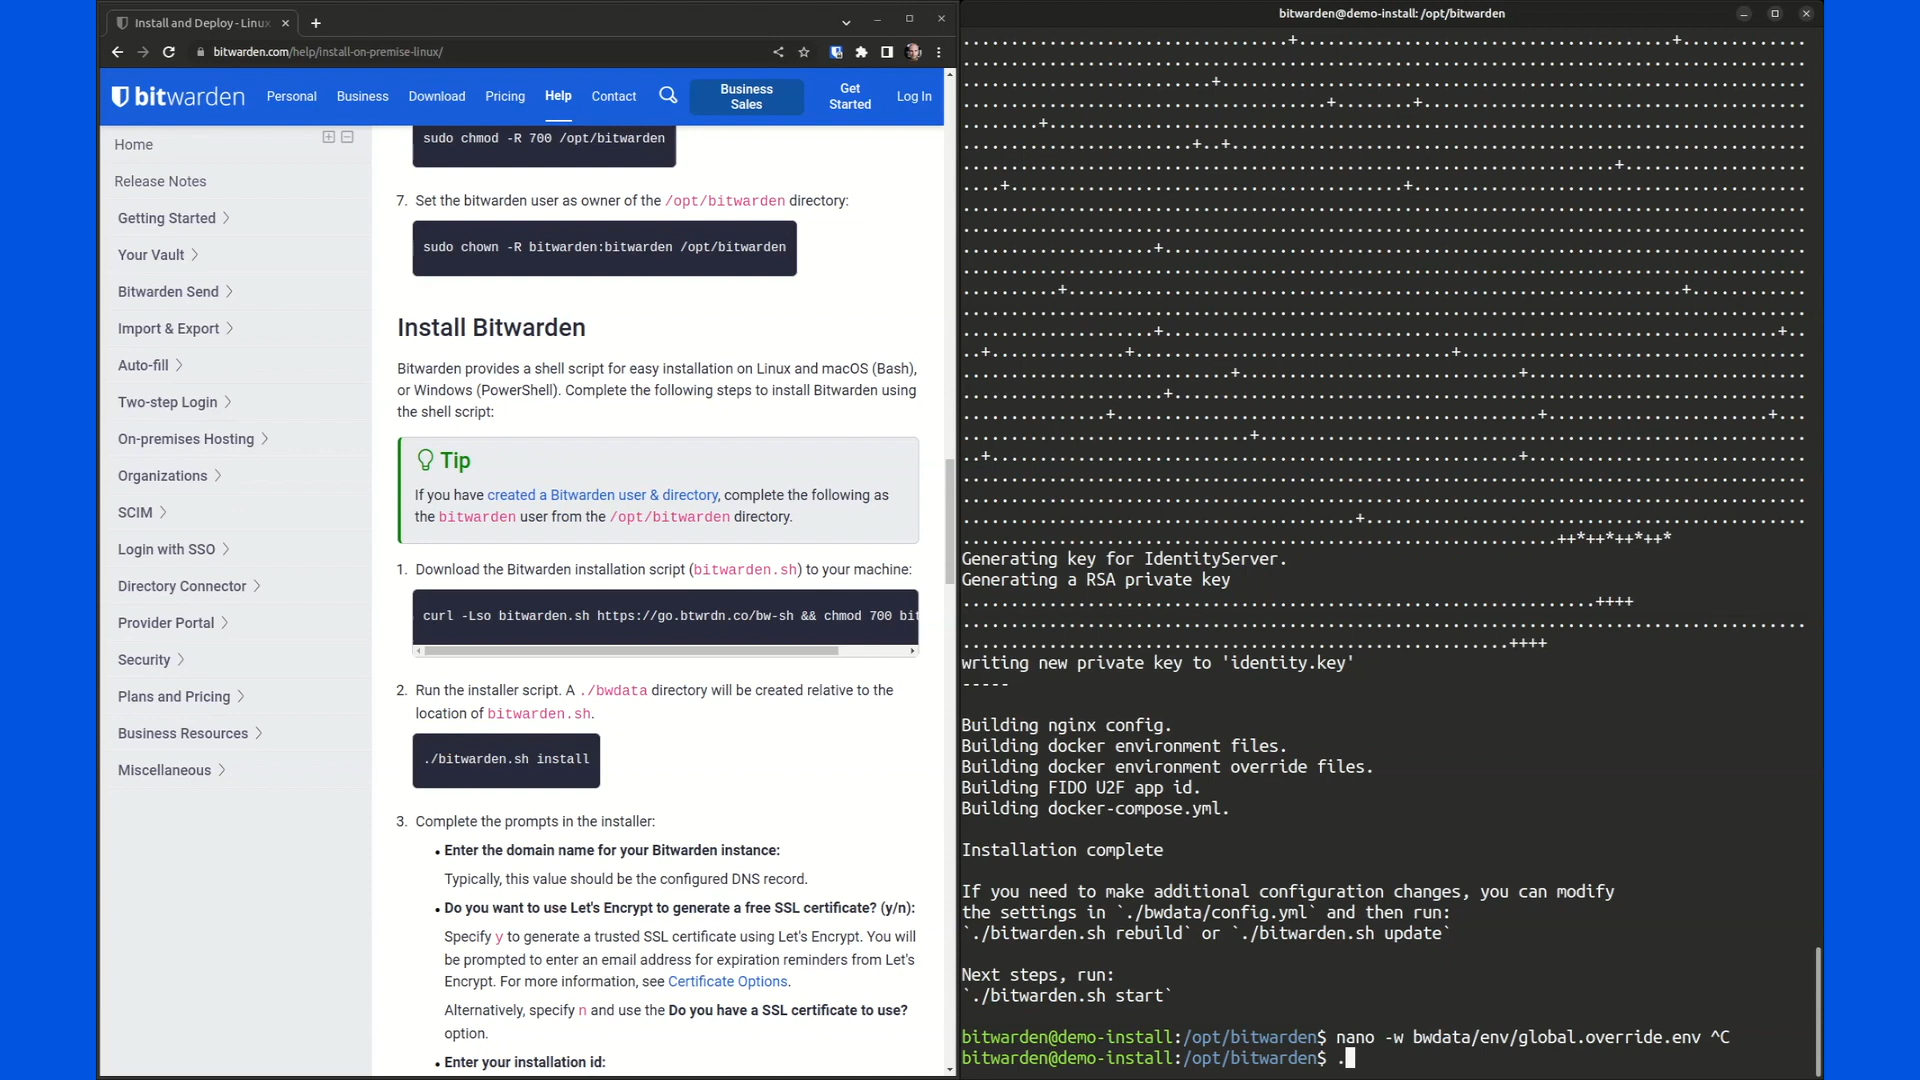 Install and Deploy - Linux
bitwarden.com/help/install-on-premise-linux/
bitwarden
Personal
Business
Download
Pricing
Help
Contact
Business Sales
Get Started
Log In
Home
Release Notes
Getting Started
Your Vault
Bitwarden Send
Import & Export
Auto-fill
Two-step Login
On-premises Hosting
Organizations
SCIM
Login with SSO
Directory Connector
Provider Portal
Security
Plans and Pricing
Business Resources
Miscellaneous
sudo chmod -R 700 /opt/bitwarden
7. Set the bitwarden user as owner of the /opt/bitwarden directory:
sudo chown -R bitwarden:bitwarden /opt/bitwarden
Install Bitwarden
Bitwarden provides a shell script for easy installation on Linux and macOS (Bash),
or Windows (PowerShell). Complete the following steps to install Bitwarden using
the shell script:
Tip
If you have created a Bitwarden user & directory, complete the following as
the bitwarden user from the /opt/bitwarden directory.
1. Download the Bitwarden installation script (bitwarden.sh) to your machine:
curl -Lso bitwarden.sh https://go.btwrdn.co/bw-sh && chmod 700 bit
2. Run the installer script. A ./bwdata directory will be created relative to the
location of bitwarden.sh.
./bitwarden.sh install
3. Complete the prompts in the installer:
• Enter the domain name for your Bitwarden instance:
Typically, this value should be the configured DNS record.
• Do you want to use Let's Encrypt to generate a free SSL certificate? (y/n):
Specify y to generate a trusted SSL certificate using Let's Encrypt. You will
be prompted to enter an email address for expiration reminders from Let's
Encrypt. For more information, see Certificate Options.
Alternatively, specify n and use the Do you have a SSL certificate to use?
option.
• Enter your installation id:
bitwarden@demo-install: /opt/bitwarden
++*++*++*++*
Generating key for IdentityServer.
Generating a RSA private key
++++
++++
writing new private key to 'identity.key'
-----
Building nginx config.
Building docker environment files.
Building docker environment override files.
Building FIDO U2F app id.
Building docker-compose.yml.
Installation complete
If you need to make additional configuration changes, you can modify
the settings in `./bwdata/config.yml` and then run:
`./bitwarden.sh rebuild` or `./bitwarden.sh update`
Next steps, run:
`./bitwarden.sh start`
bitwarden@demo-install:/opt/bitwarden$ nano -w bwdata/env/global.override.env ^C
bitwarden@demo-install:/opt/bitwarden$ .